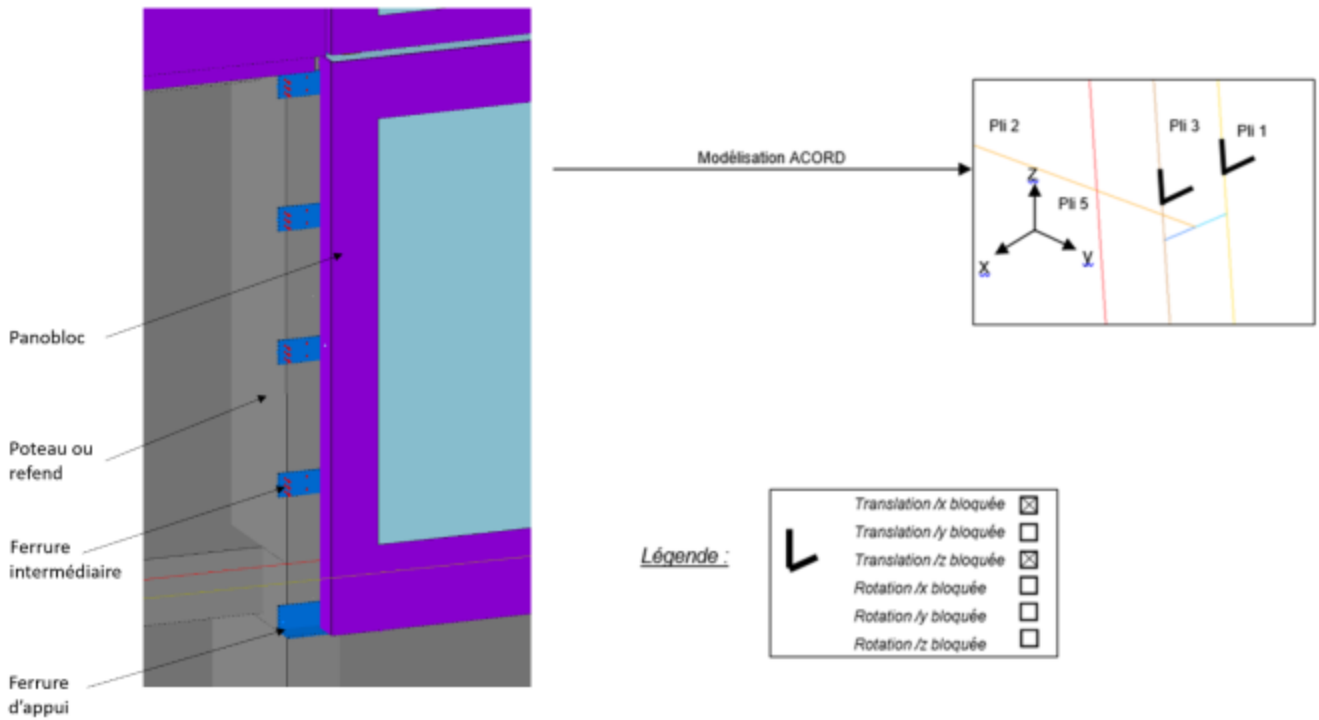 Panobloc
Poteau ou
refend
Ferrure
intermédiaire
Ferrure
d'appui
Modélisation ACORD
Pli 2
Pli 3
Pli 1
Z
Pli 5
X
y
Légende :
Translation /x bloquée
Translation /y bloquée
Translation /z bloquée
Rotation /x bloquée
Rotation /y bloquée
Rotation /z bloquée